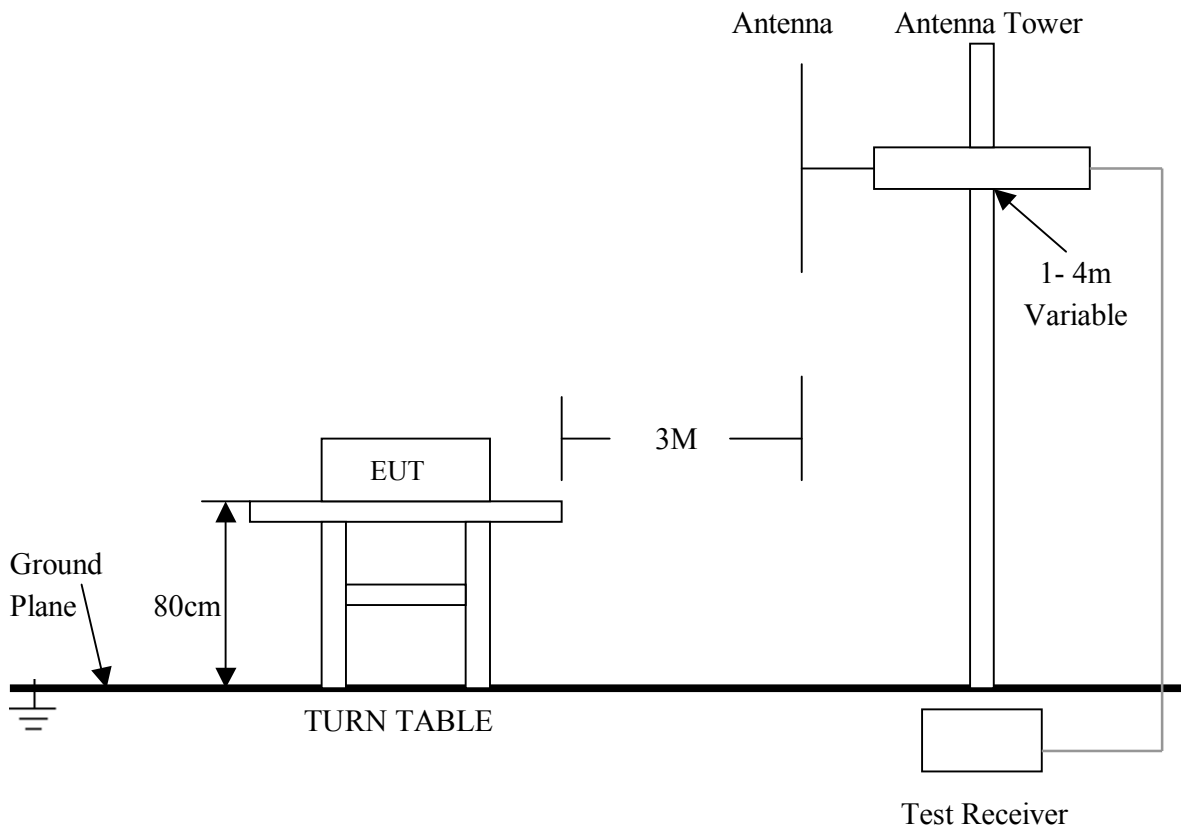 Antenna
Antenna Tower
1- 4m
Variable
3M
EUT
Ground
Plane
80cm
TURN TABLE
Test Receiver